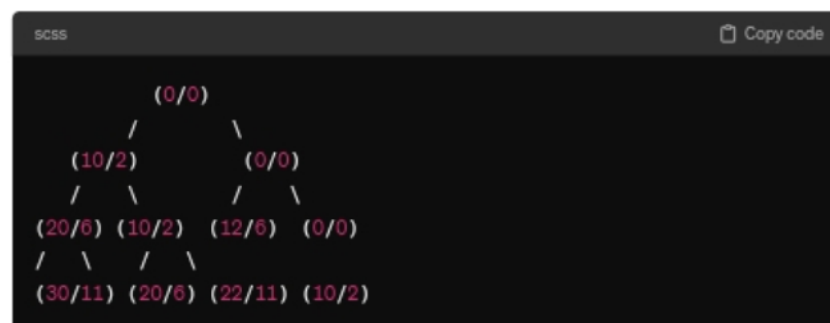 scss Copy code
(0/0)
/ \
(10/2) (0/0)
/ \ / \
(20/6) (10/2) (12/6) (0/0)
/ \ / \
(30/11) (20/6) (22/11) (10/2)